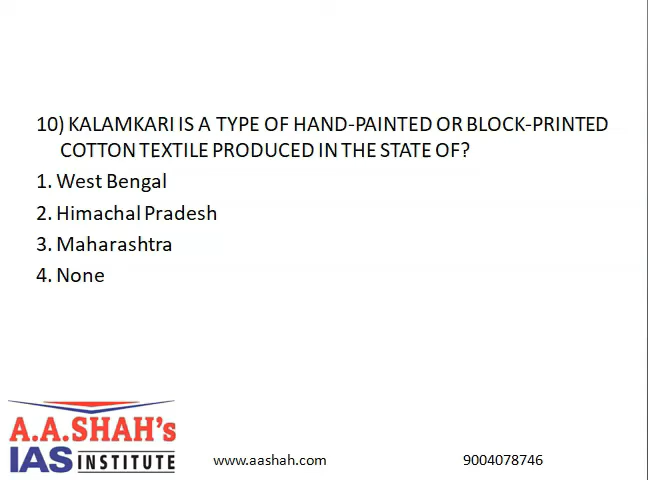 10) KALAMKARI IS A TYPE OF HAND-PAINTED OR BLOCK-PRINTED
COTTON TEXTILE PRODUCED IN THE STATE OF?
1. West Bengal
2. Himachal Pradesh
3. Maharashtra
4. None
A.A.SHAH's
IAS INSTITUTE
www.aashah.com
9004078746